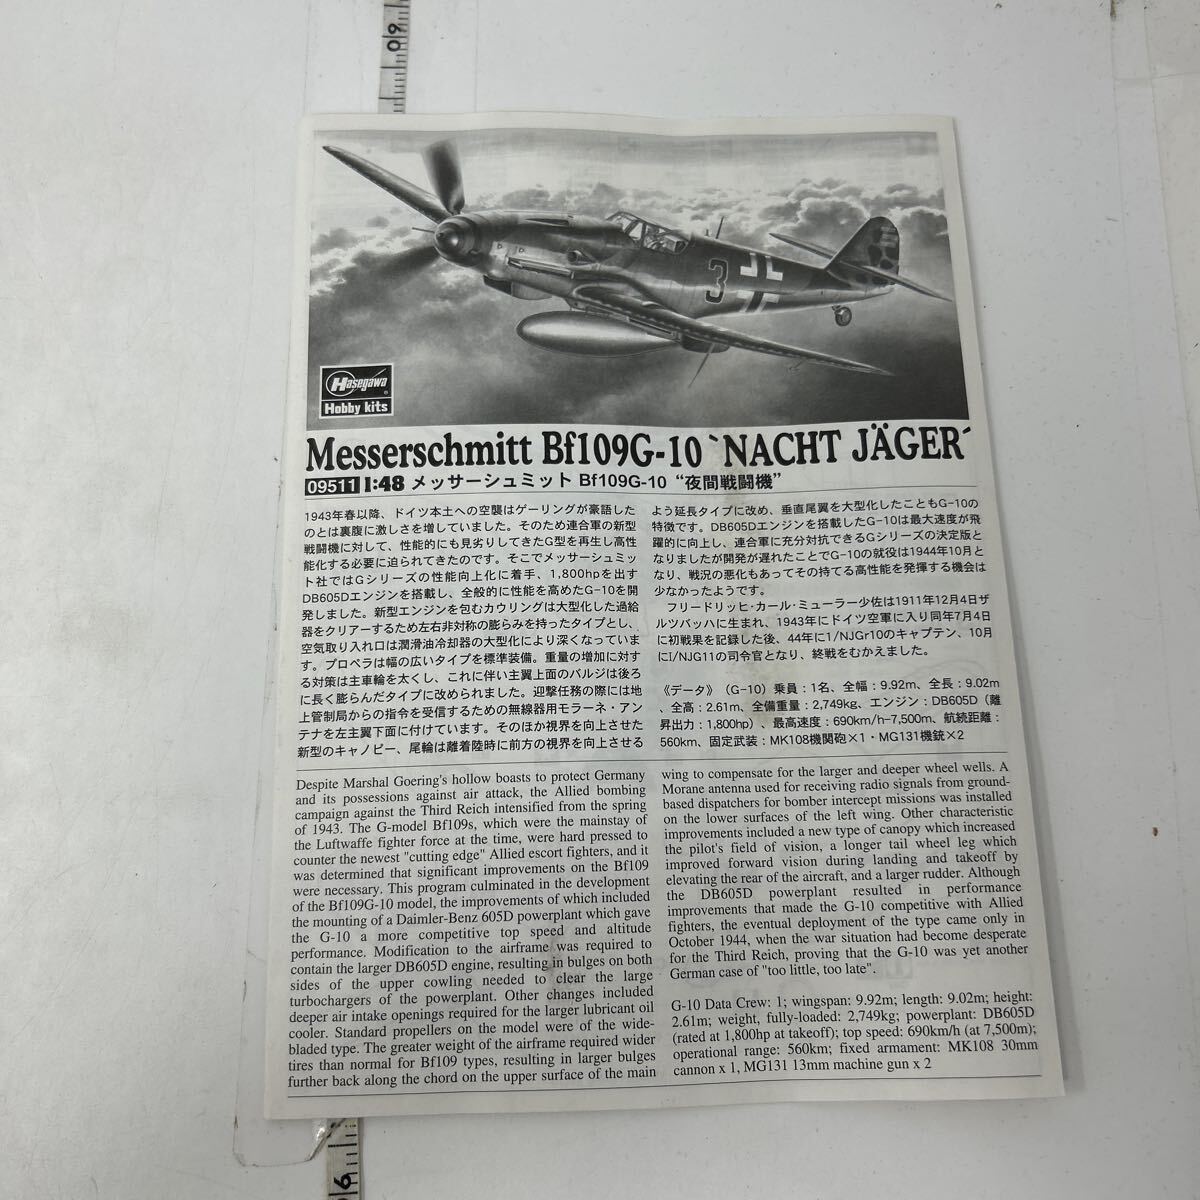 60
3
Hasegawa
Hobby kits
Messerschmitt Bf109G-10 `NACHT JÄGER´
09511 1:48 メッサーシュミット Bf109G-10 “夜間戦闘機”
1943年春以降、ドイツ本土への空襲はゲーリングが豪語した
のとは裏腹に激しさを増していました。そのため連合軍の新型
戦闘機に対して、性能的にも見劣りしてきたG型を再生し高性
能化する必要に迫られてきたのです。そこでメッサーシュミッ
ト社ではGシリーズの性能向上化に着手、1,800hpを出す
DB605Dエンジンを搭載し、全般的に性能を高めたG-10を開
発しました。新型エンジンを包むカウリングは大型化した過給
器をクリアーするため左右非対称の膨らみを持ったタイプとし、
空気取り入れ口は潤滑油冷却器の大型化により深くなっていま
す。プロペラは幅の広いタイプを標準装備。重量の増加に対す
る対策は主車輪を太くし、これに伴い主翼上面のバルジは後ろ
に長く膨らんだタイプに改められました。迎撃任務の際には地
上管制局からの指令を受信するための無線器用モラーネ・アン
テナを左主翼下面に付けています。そのほか視界を向上させた
新型のキャノピー、尾輪は離着陸時に前方の視界を向上させる
よう延長タイプに改め、垂直尾翼を大型化したこともG-10の
特徴です。DB605Dエンジンを搭載したG-10は最大速度が飛
躍的に向上し、連合軍に充分対抗できるGシリーズの決定版と
なりましたが開発が遅れたことでG-10の就役は1944年10月と
なり、戦況の悪化もあってその持てる高性能を発揮する機会は
少なかったようです。
フリードリッヒ・カール・ミューラー少佐は1911年12月4日ザ
ルツバッハに生まれ、1943年にドイツ空軍に入り同年7月4日
に初戦果を記録した後、44年に1/NJGr10のキャプテン、10月
にI/NJG11の司令官となり、終戦をむかえました。
《データ》（G-10）乗員：1名、全幅：9.92m、全長：9.02m
、全高：2.61m、全備重量：2,749kg、エンジン：DB605D（離
昇出力：1,800hp）、最高速度：690km/h-7,500m、航続距離：
560km、固定武装：MK108機関砲×1・MG131機銃×2
Despite Marshal Goering's hollow boasts to protect Germany
and its possessions against air attack, the Allied bombing
campaign against the Third Reich intensified from the spring
of 1943. The G-model Bf109s, which were the mainstay of
the Luftwaffe fighter force at the time, were hard pressed to
counter the newest "cutting edge" Allied escort fighters, and it
was determined that significant improvements on the Bf109
were necessary. This program culminated in the development
of the Bf109G-10 model, the improvements of which included
the mounting of a Daimler-Benz 605D powerplant which gave
the G-10 a more competitive top speed and altitude
performance. Modification to the airframe was required to
contain the larger DB605D engine, resulting in bulges on both
sides of the upper cowling needed to clear the large
turbochargers of the powerplant. Other changes included
deeper air intake openings required for the larger lubricant oil
cooler. Standard propellers on the model were of the wide-
bladed type. The greater weight of the airframe required wider
tires than normal for Bf109 types, resulting in larger bulges
further back along the chord on the upper surface of the main
wing to compensate for the larger and deeper wheel wells. A
Morane antenna used for receiving radio signals from ground-
based dispatchers for bomber intercept missions was installed
on the lower surfaces of the left wing. Other characteristic
improvements included a new type of canopy which increased
the pilot's field of vision, a longer tail wheel leg which
improved forward vision during landing and takeoff by
elevating the rear of the aircraft, and a larger rudder. Although
the DB605D powerplant resulted in performance
improvements that made the G-10 competitive with Allied
fighters, the eventual deployment of the type came only in
October 1944, when the war situation had become desperate
for the Third Reich, proving that the G-10 was yet another
German case of "too little, too late".
G-10 Data Crew: 1; wingspan: 9.92m; length: 9.02m; height:
2.61m; weight, fully-loaded: 2,749kg; powerplant: DB605D
(rated at 1,800hp at takeoff); top speed: 690km/h (at 7,500m);
operational range: 560km; fixed armament: MK108 30mm
cannon x 1, MG131 13mm machine gun x 2